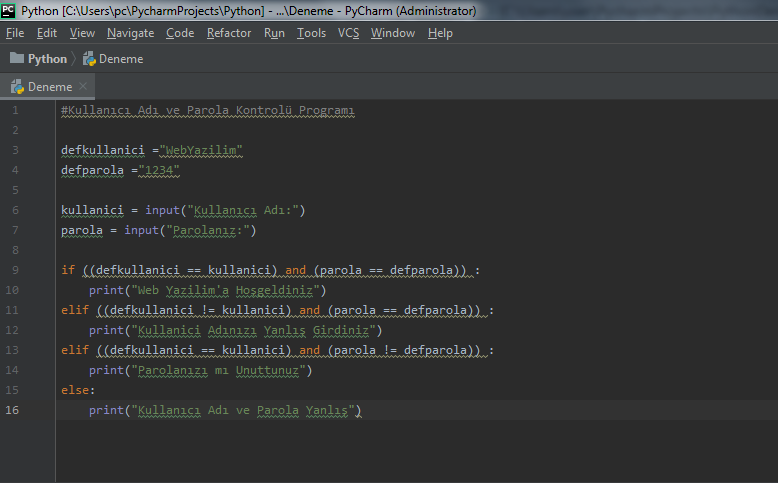 PC Python [C:\Users\pc\PycharmProjects\Python] - ...\Deneme - PyCharm (Administrator)
File Edit View Navigate Code Refactor Run Tools VCS Window Help
Python Deneme
Deneme
1 #Kullanıcı Adı ve Parola Kontrolü Programı
2
3 defkullanici ="WebYazilim"
4 defparola ="1234"
5
6 kullanici = input("Kullanıcı Adı:")
7 parola = input("Parolanız:")
8
9 if ((defkullanici == kullanici) and (parola == defparola)) :
10 print("Web Yazilim'a Hoşgeldiniz")
11 elif ((defkullanici != kullanici) and (parola == defparola)) :
12 print("Kullanici Adınızı Yanlış Girdiniz")
13 elif ((defkullanici == kullanici) and (parola != defparola)) :
14 print("Parolanızı mı Unuttunuz")
15 else:
16 print("Kullanıcı Adı ve Parola Yanlış")